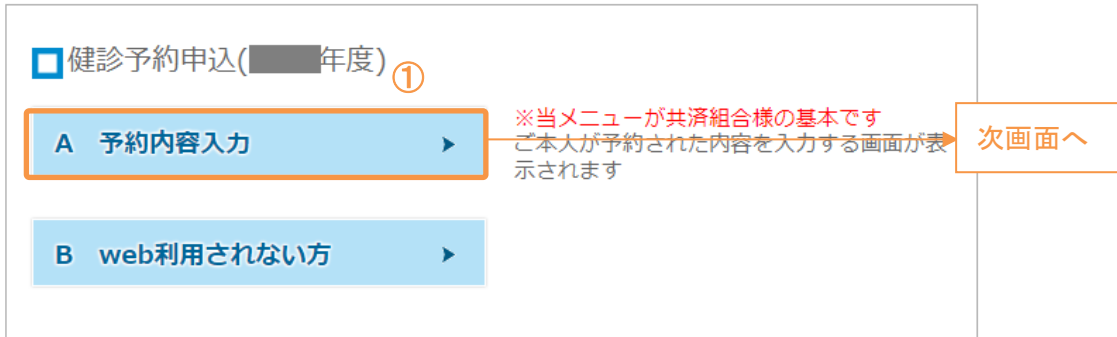 健診予約申込(年度)
①
A 予約内容入力
※当メニューが共済組合様の基本です
ご本人が予約された内容を入力する画面が表
示されます
次画面へ
B web利用されない方